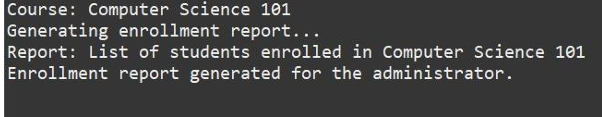 Course: Computer Science 101
Generating enrollment report...
Report: List of students enrolled in Computer Science 101
Enrollment report generated for the administrator.